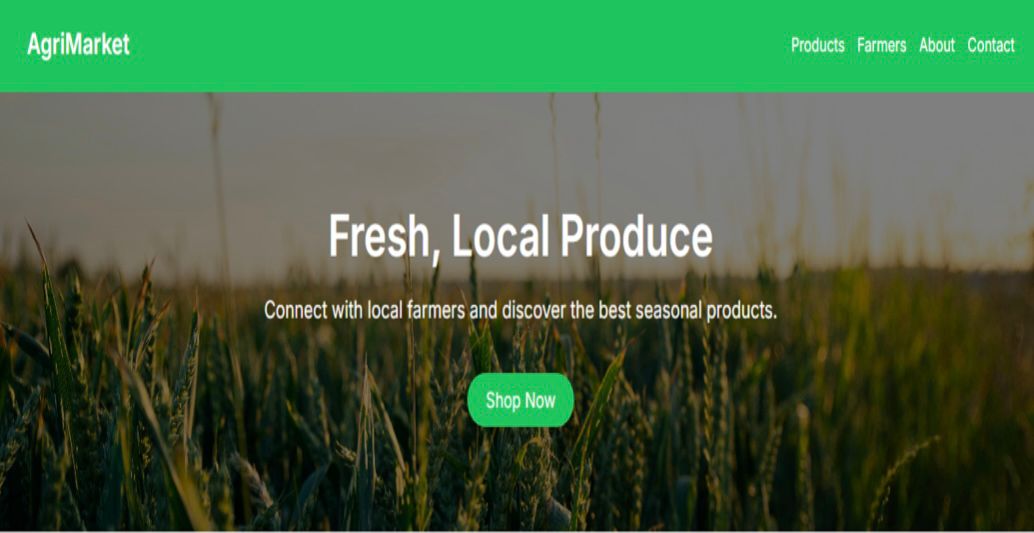 AgriMarket
Products Farmers About Contact
Fresh, Local Produce
Connect with local farmers and discover the best seasonal products.
Shop Now